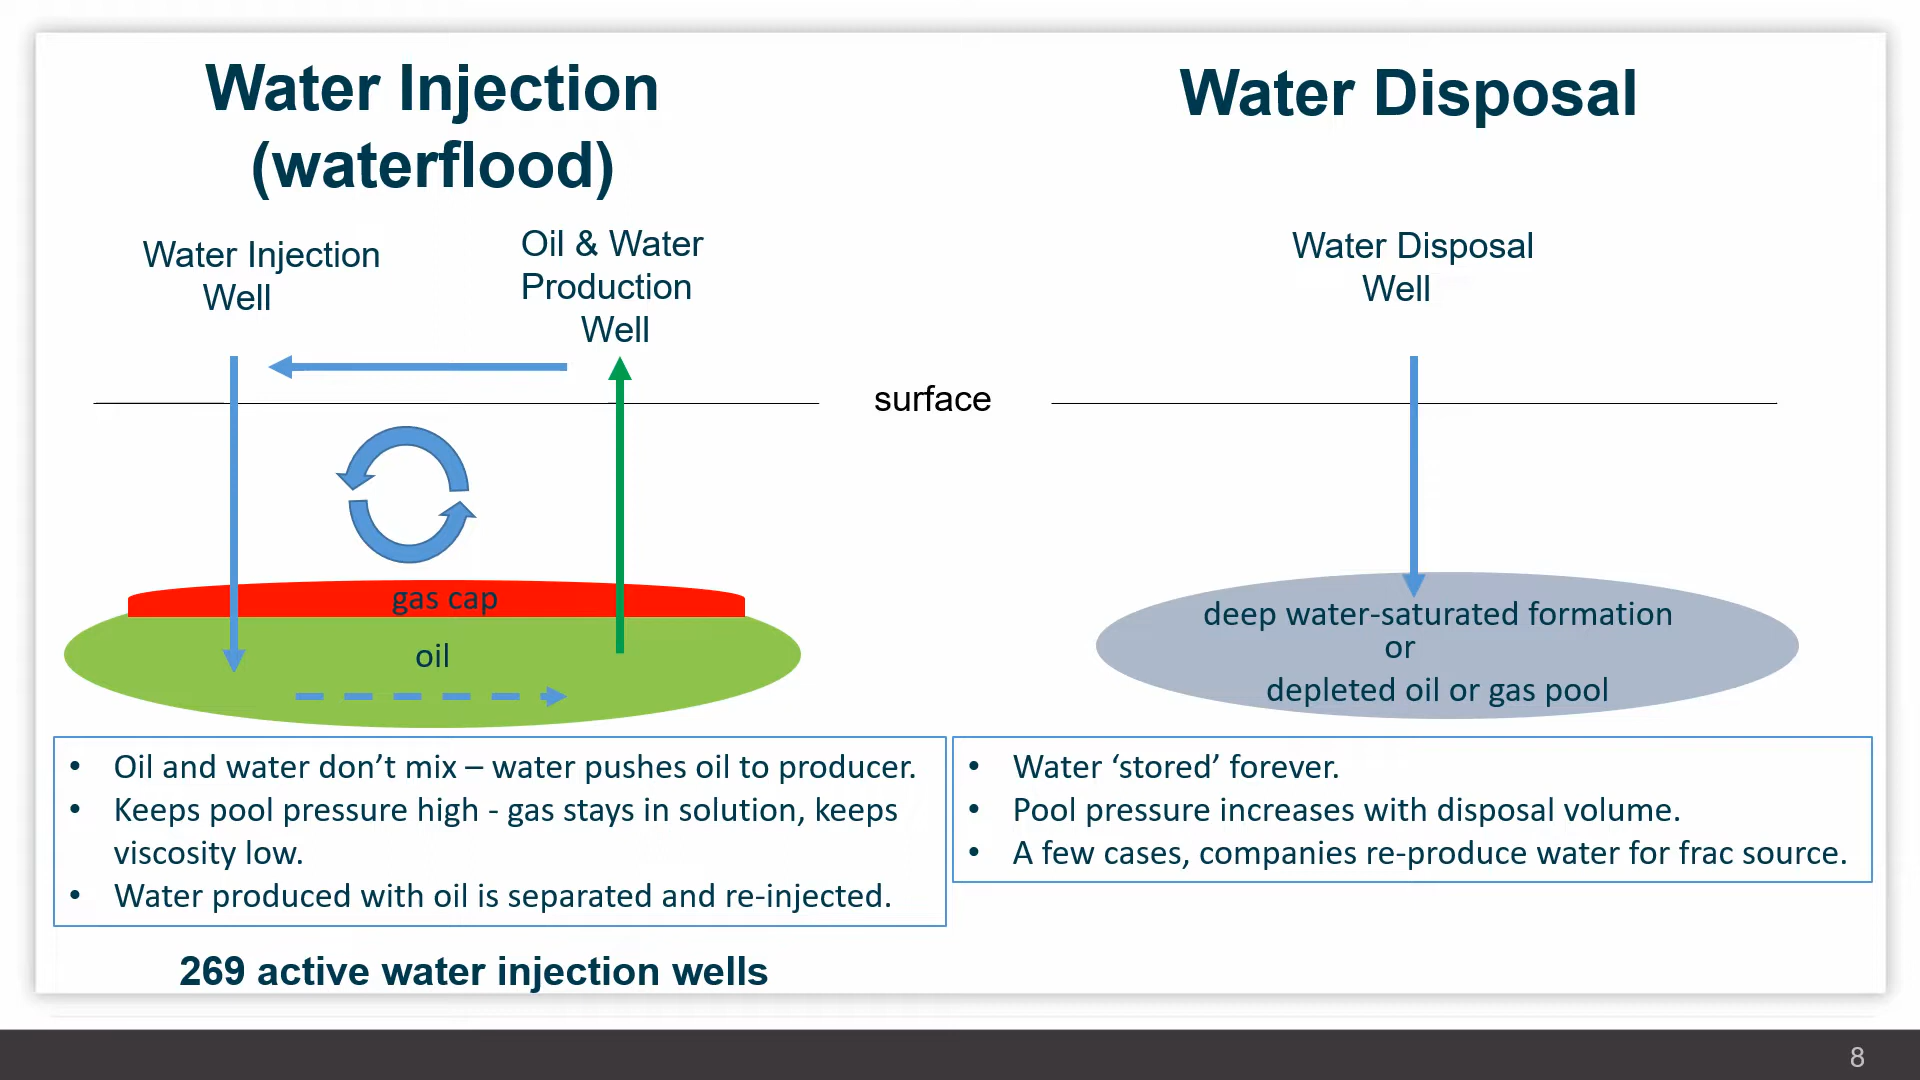 Water Injection
(waterflood)
Water Injection
Well
Oil & Water
Production
Well
gas cap
oil
• Oil and water don’t mix – water pushes oil to producer.
• Keeps pool pressure high - gas stays in solution, keeps
viscosity low.
• Water produced with oil is separated and re-injected.
269 active water injection wells
surface
Water Disposal
Water Disposal
Well
deep water-saturated formation
or
depleted oil or gas pool
• Water ‘stored’ forever.
• Pool pressure increases with disposal volume.
• A few cases, companies re-produce water for frac source.
8